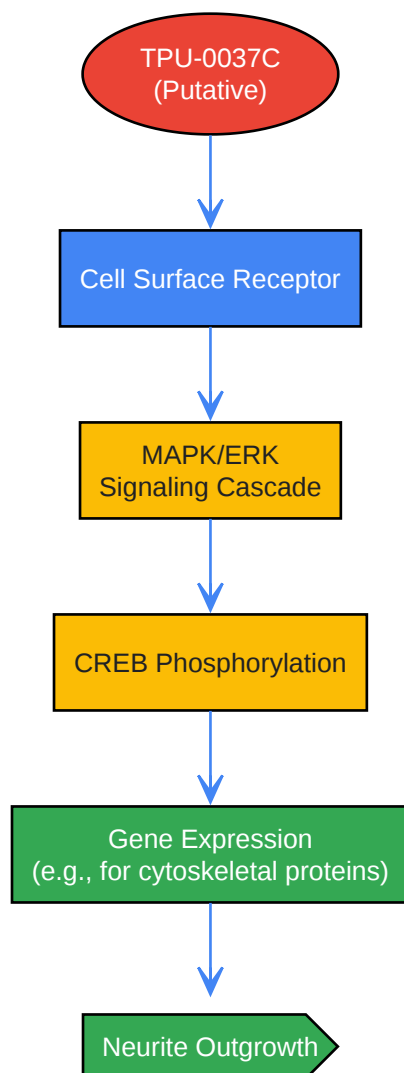 TPU-0037C
(Putative)
Cell Surface Receptor
MAPK/ERK
Signaling Cascade
CREB Phosphorylation
Gene Expression
(e.g., for cytoskeletal proteins)
Neurite Outgrowth